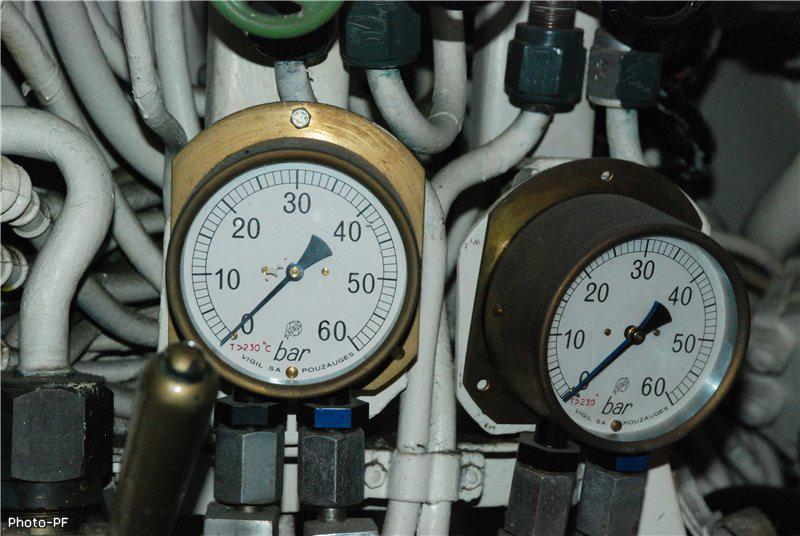 0 10 20 30 40 50 60
T>230°C
bar
VIGIL SA POUZAUGES
0 10 20 30 40 50 60
T>230°
bar
VIGIL SA POUZAUGES
Photo-PF